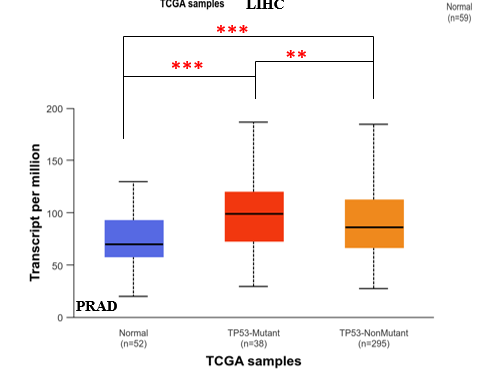 TCGA samples LIHC
Normal
(n=59)
***
*** **
200
150
100
50
0
Transcript per million
PRAD
Normal TP53-Mutant TP53-NonMutant
(n=52) (n=38) (n=295)
TCGA samples